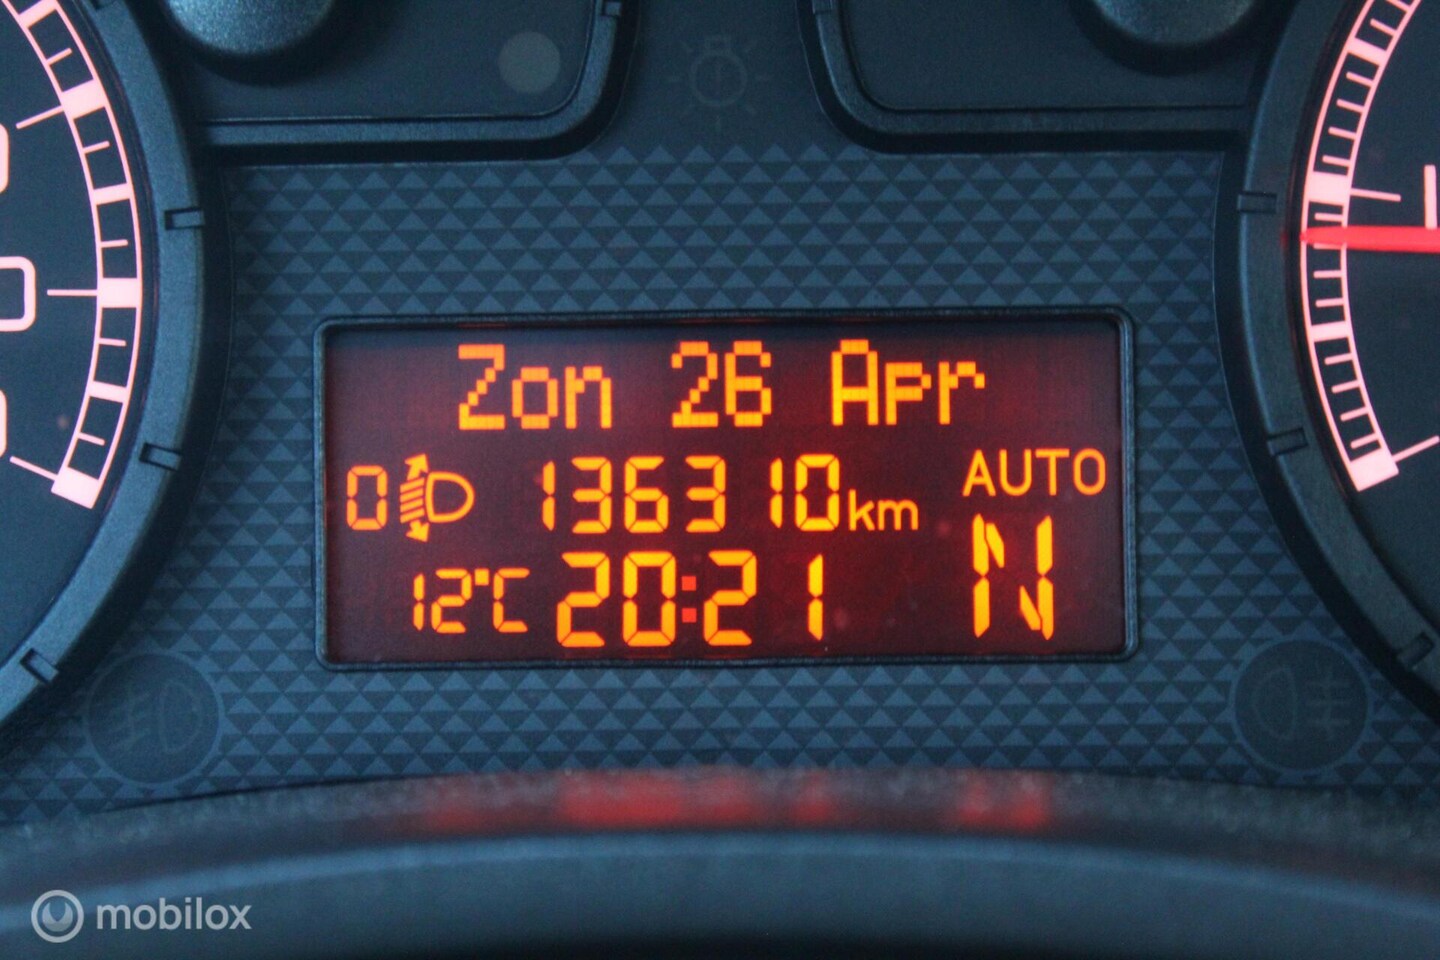 Zon 26 Apr
0 136310km AUTO
12°C 20:21 N
mobilox